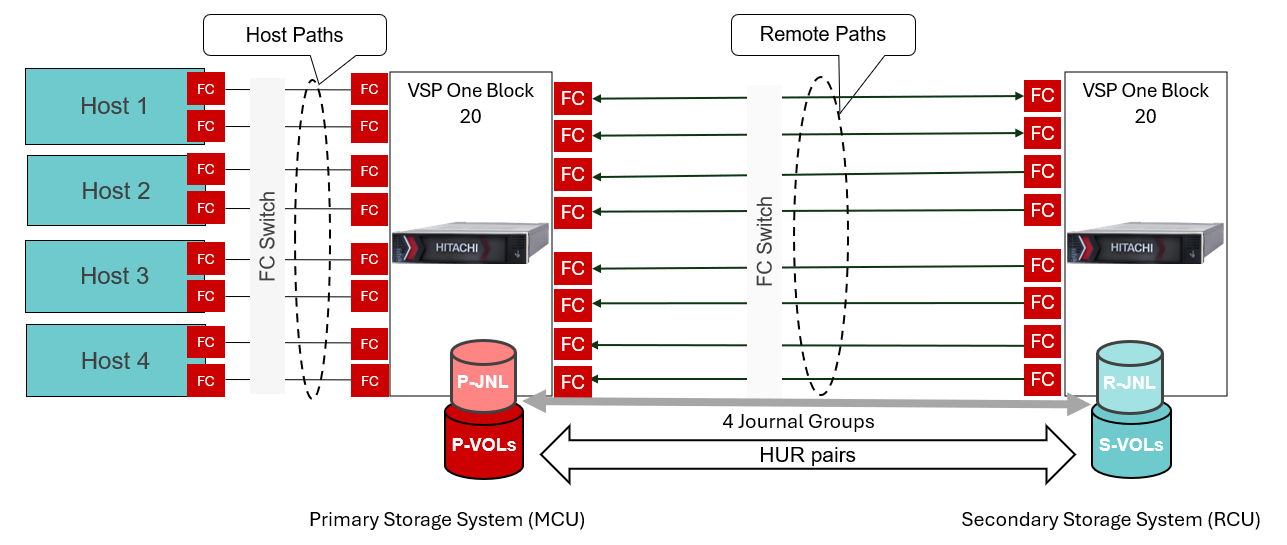 Host Paths
Remote Paths
Host 1
FC
FC
FC
FC
Host 2
FC
FC
FC
FC
Host 3
FC
FC
FC
FC
Host 4
FC
FC
FC
FC
FC Switch
VSP One Block
20
HITACHI
FC
FC
FC
FC
FC
FC
FC
FC
FC Switch
FC
FC
FC
FC
FC
FC
FC
FC
VSP One Block
20
HITACHI
P-JNL
P-VOLs
R-JNL
S-VOLs
4 Journal Groups
HUR pairs
Primary Storage System (MCU)
Secondary Storage System (RCU)